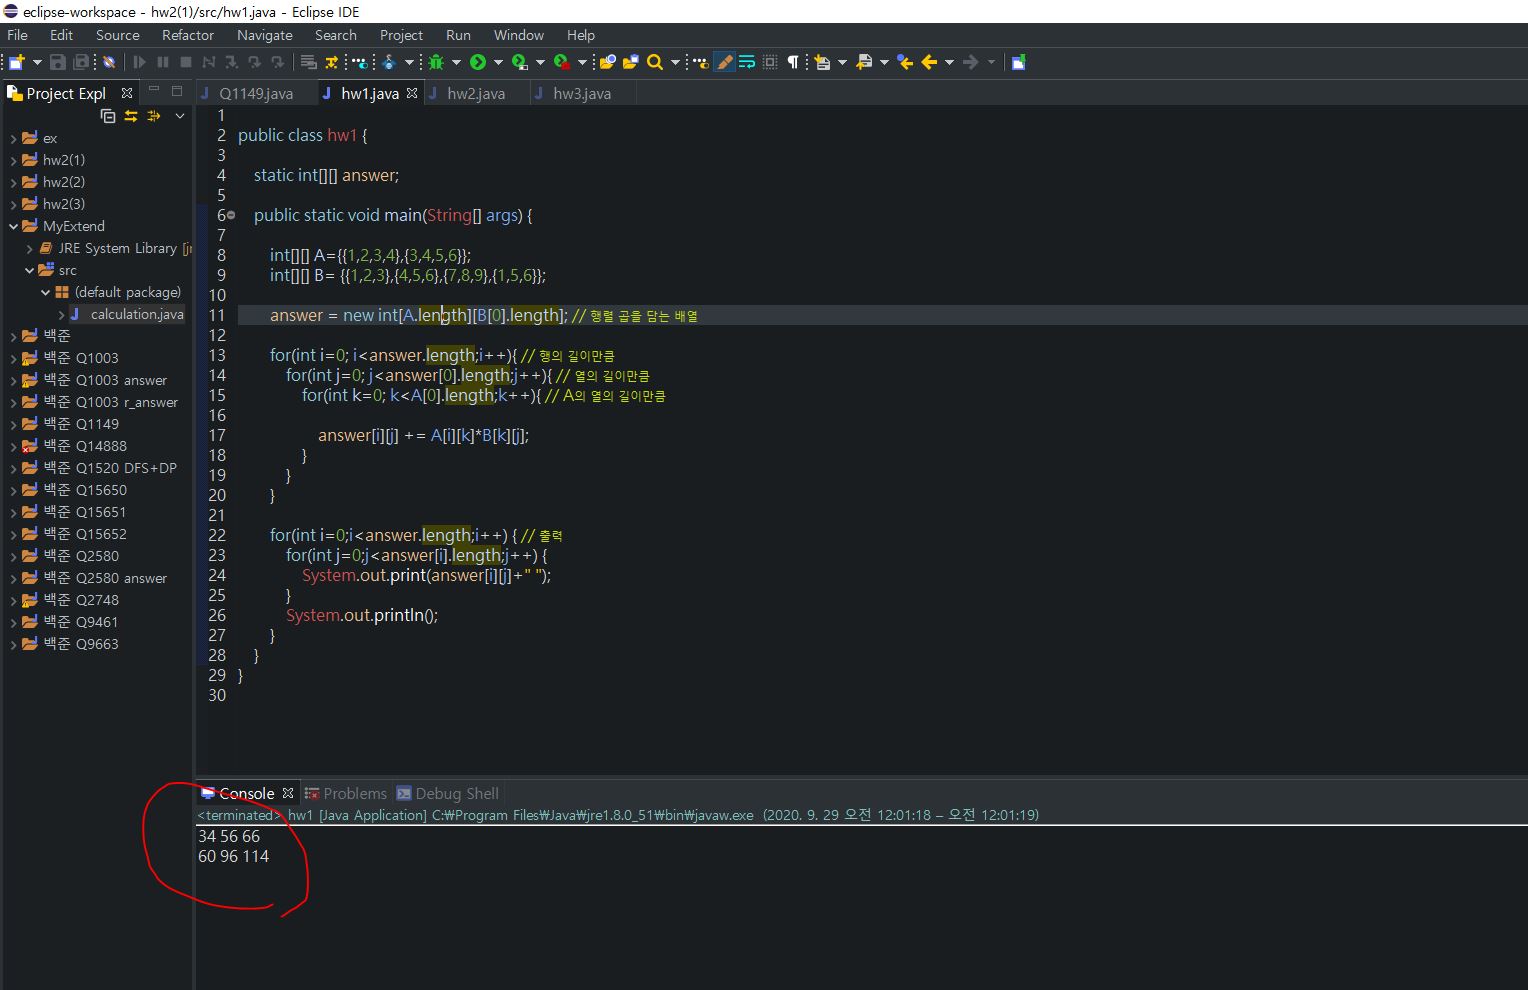 eclipse-workspace - hw2(1)/src/hw1.java - Eclipse IDE
File Edit Source Refactor Navigate Search Project Run Window Help
Project Expl
Q1149.java hw1.java hw2.java hw3.java
ex
hw2(1)
hw2(2)
hw2(3)
MyExtend
JRE System Library [jr
src
(default package)
calculation.java
백준
백준 Q1003
백준 Q1003 answer
백준 Q1003 r_answer
백준 Q1149
백준 Q14888
백준 Q1520 DFS+DP
백준 Q15650
백준 Q15651
백준 Q15652
백준 Q2580
백준 Q2580 answer
백준 Q2748
백준 Q9461
백준 Q9663
1
2 public class hw1 {
3
4 static int[][] answer;
5
6 public static void main(String[] args) {
7
8 int[][] A={{1,2,3,4},{3,4,5,6}};
9 int[][] B= {{1,2,3},{4,5,6},{7,8,9},{1,5,6}};
10
11 answer = new int[A.length][B[0].length]; // 행렬 곱을 담는 배열
12
13 for(int i=0; i<answer.length;i++){ // 행의 길이만큼
14 for(int j=0; j<answer[0].length;j++){ // 열의 길이만큼
15 for(int k=0; k<A[0].length;k++){ // A의 열의 길이만큼
16
17 answer[i][j] += A[i][k]*B[k][j];
18 }
19 }
20 }
21
22 for(int i=0;i<answer.length;i++) { // 출력
23 for(int j=0;j<answer[i].length;j++) {
24 System.out.print(answer[i][j]+" ");
25 }
26 System.out.println();
27 }
28 }
29 }
30
Console Problems Debug Shell
<terminated> hw1 [Java Application] C:₩Program Files₩Java₩jre1.8.0_51₩bin₩javaw.exe (2020. 9. 29 오전 12:01:18 – 오전 12:01:19)
34 56 66
60 96 114